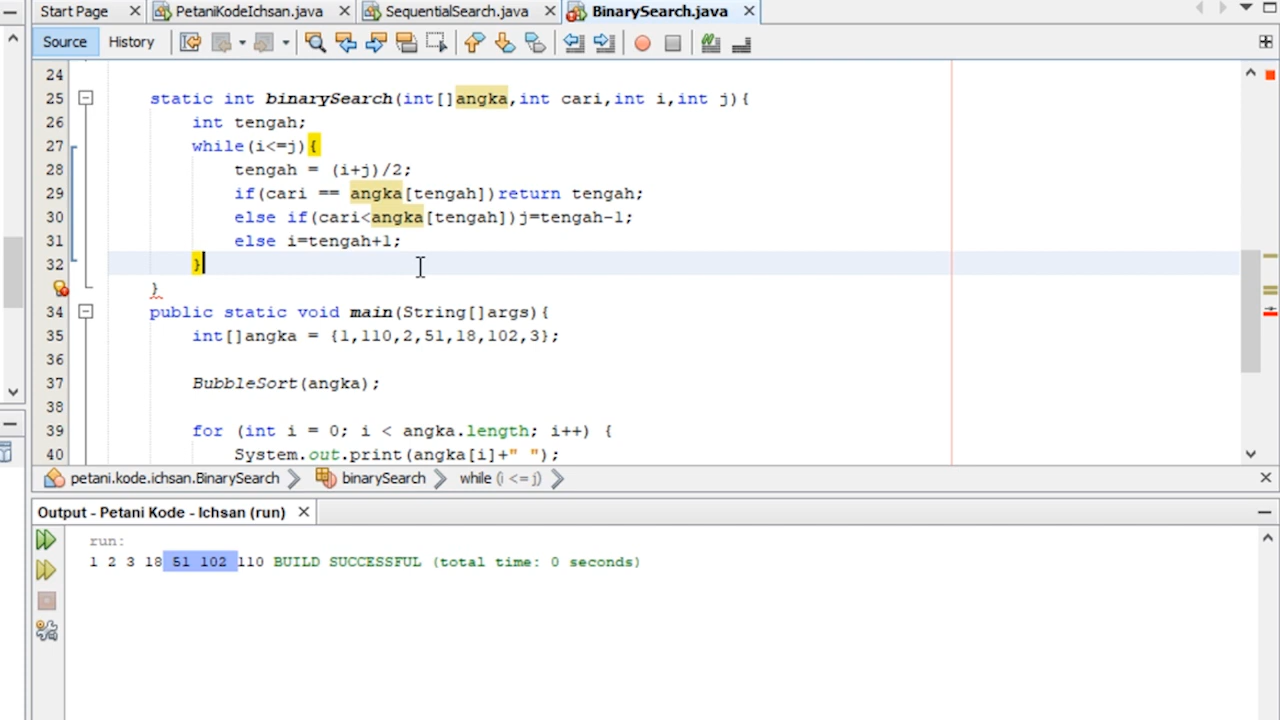 Start Page
PetaniKodeIchsan.java
SequentialSearch.java
BinarySearch.java
Source
History
24
25 static int binarySearch(int[]angka,int cari,int i,int j){
26 int tengah;
27 while(i<=j){
28 tengah = (i+j)/2;
29 if(cari == angka[tengah])return tengah;
30 else if(cari<angka[tengah])j=tengah-1;
31 else i=tengah+1;
32 }
}
34 public static void main(String[]args){
35 int[]angka = {1,110,2,51,18,102,3};
36
37 BubbleSort(angka);
38
39 for (int i = 0; i < angka.length; i++) {
40 System.out.print(angka[i]+" ");
petani.kode.ichsan.BinarySearch
binarySearch
while (i <= j)
Output - Petani Kode - Ichsan (run)
run:
1 2 3 18 51 102 110 BUILD SUCCESSFUL (total time: 0 seconds)